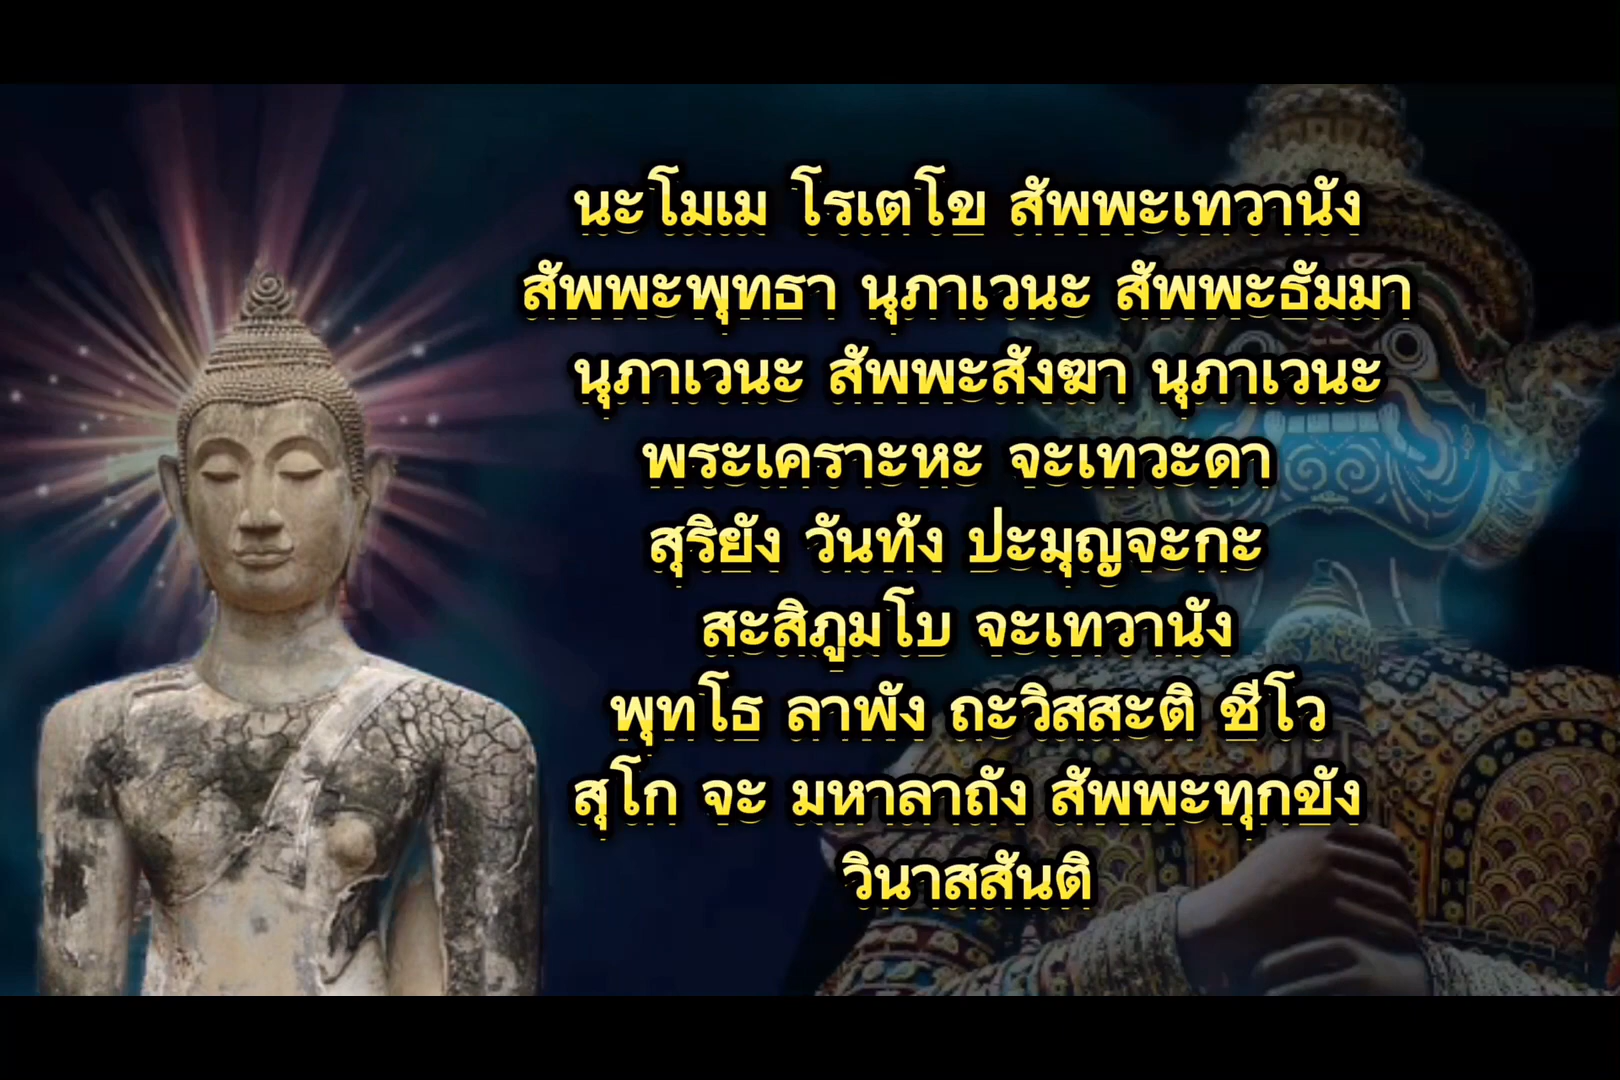 นะโมเม โรเตโข สัพพะเทวานัง
สัพพะพุทธา นุภาเวนะ สัพพะธัมมา
นุภาเวนะ สัพพะสังฆา นุภาเวนะ
พระเคราะหะ จะเทวะดา
สุริยัง วันทัง ปะมุญจะกะ
สะสิภูมโบ จะเทวานัง
พุทโธ ลาพัง ถะวิสสะติ ชีโว
สุโก จะ มหาลาถัง สัพพะทุกขัง
วินาสสันติ